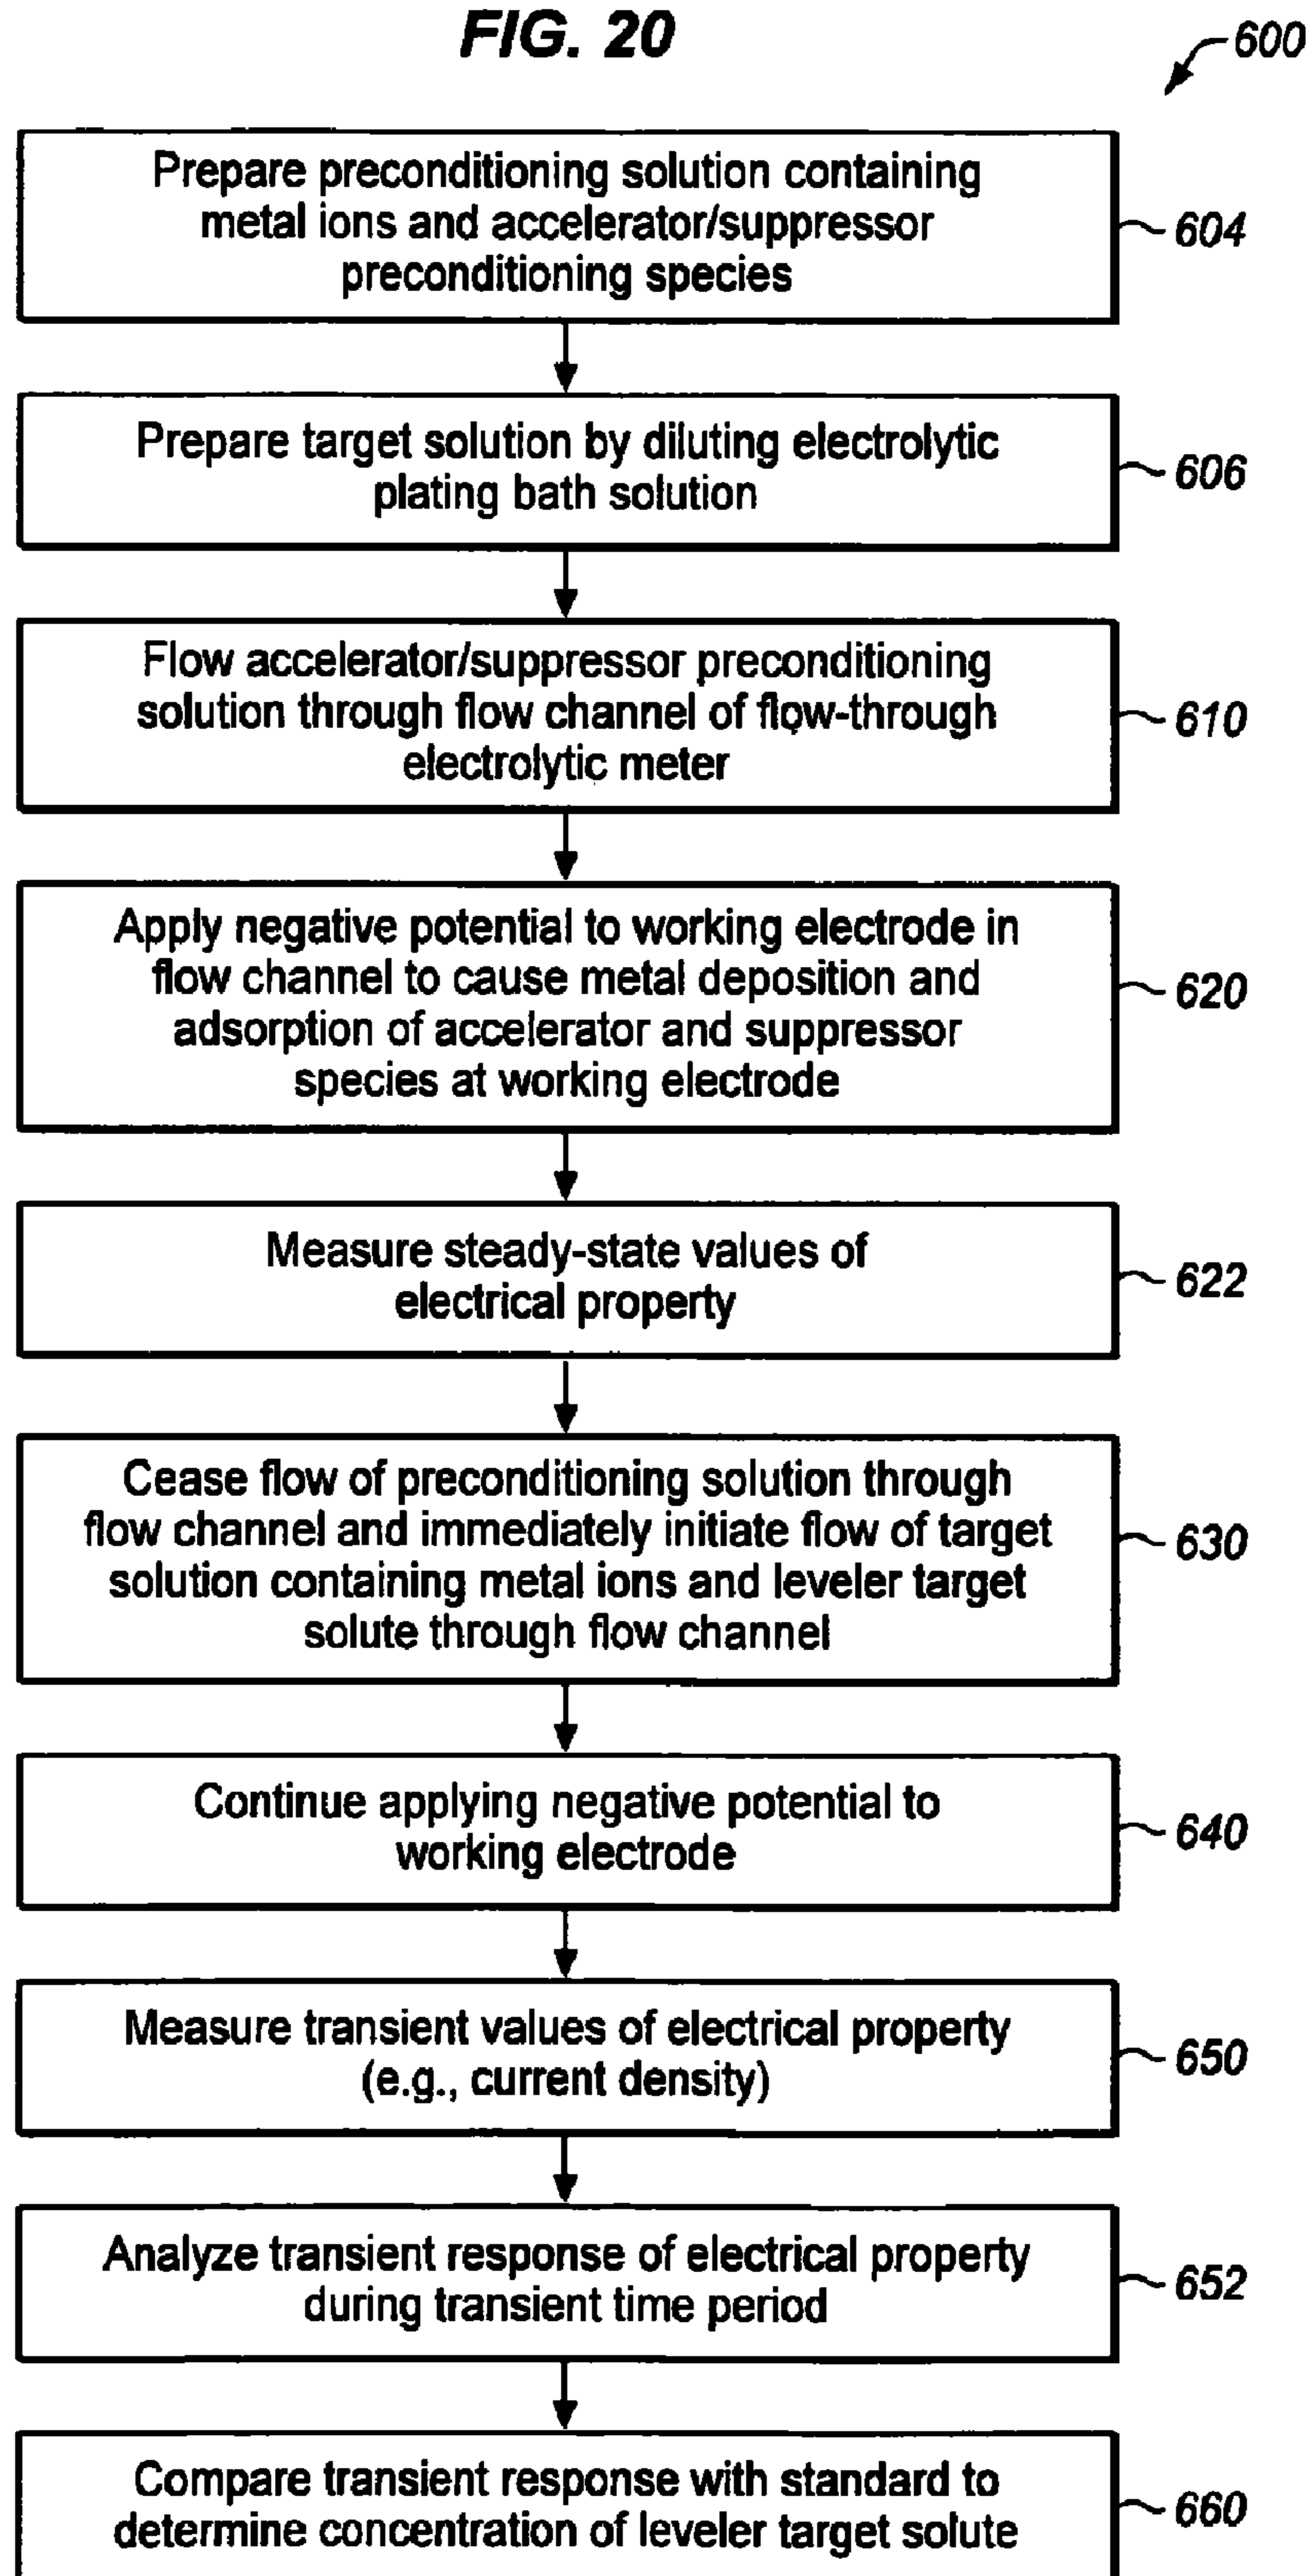 FIG. 20
600
Prepare preconditioning solution containing
metal ions and accelerator/suppressor
preconditioning species
604
Prepare target solution by diluting electrolytic
plating bath solution
606
Flow accelerator/suppressor preconditioning
solution through flow channel of flow-through
electrolytic meter
610
Apply negative potential to working electrode in
flow channel to cause metal deposition and
adsorption of accelerator and suppressor
species at working electrode
620
Measure steady-state values of
electrical property
622
Cease flow of preconditioning solution through
flow channel and immediately initiate flow of target
solution containing metal ions and leveler target
solute through flow channel
630
Continue applying negative potential to
working electrode
640
Measure transient values of electrical property
(e.g., current density)
650
Analyze transient response of electrical property
during transient time period
652
Compare transient response with standard to
determine concentration of leveler target solute
660